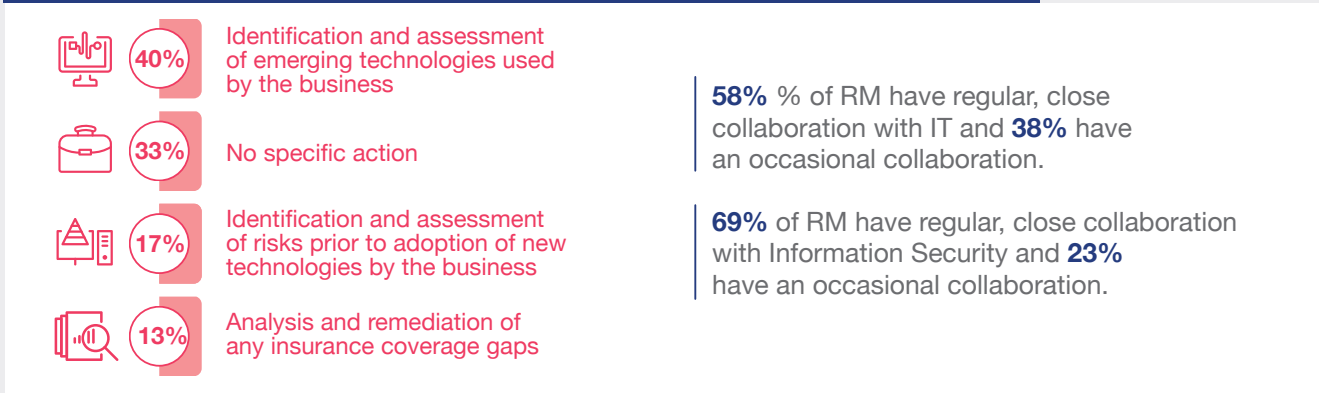 40%
Identification and assessment
of emerging technologies used
by the business
33%
No specific action
17%
Identification and assessment
of risks prior to adoption of new
technologies by the business
13%
Analysis and remediation of
any insurance coverage gaps
58% % of RM have regular, close
collaboration with IT and 38% have
an occasional collaboration.
69% of RM have regular, close collaboration
with Information Security and 23%
have an occasional collaboration.